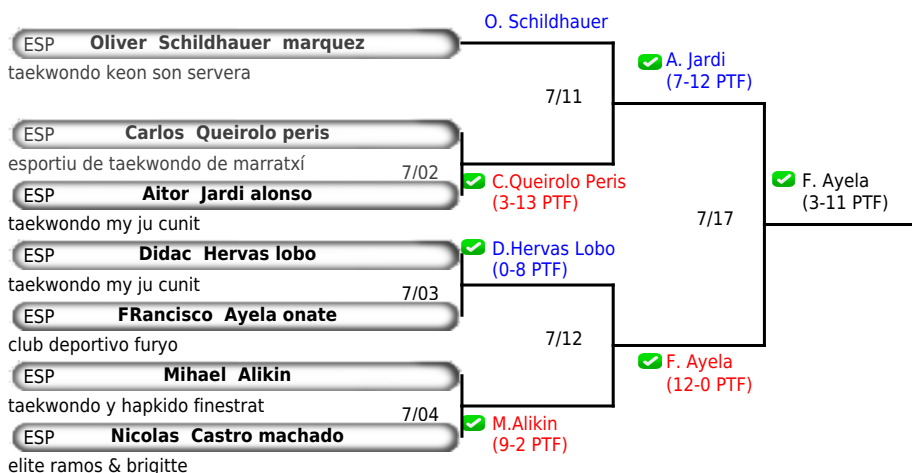 O. Schildhauer
ESP Oliver Schildhauer marquez
taekwondo keon son servera
A. Jardi
(7-12 PTF)
7/11
ESP Carlos Queirolo peris
esportiu de taekwondo de marratxí
7/02
C.Queirolo Peris
(3-13 PTF)
ESP Aitor Jardi alonso
taekwondo my ju cunit
F. Ayela
(3-11 PTF)
7/17
ESP Didac Hervas lobo
taekwondo my ju cunit
D.Hervas Lobo
(0-8 PTF)
7/03
ESP FRancisco Ayela onate
club deportivo furyo
7/12
F. Ayela
(12-0 PTF)
ESP Mihael Alikin
taekwondo y hapkido finestrat
7/04
M.Alikin
(9-2 PTF)
ESP Nicolas Castro machado
elite ramos & brigitte